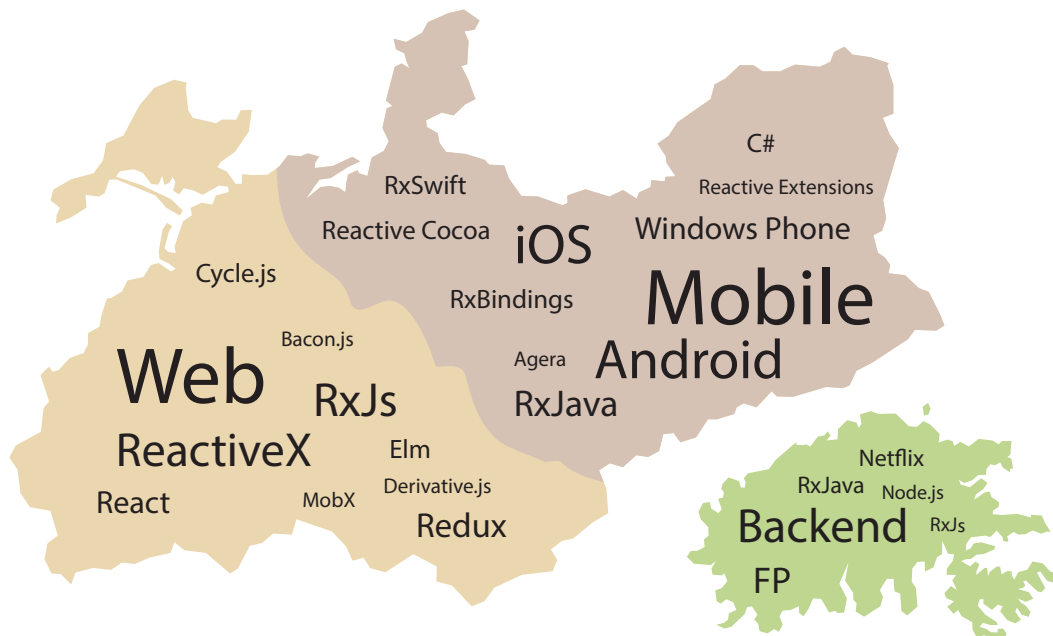 C#
RxSwift
Reactive Extensions
Reactive Cocoa
iOS
Windows Phone
Cycle.js
RxBindings
Mobile
Bacon.js
Agera
Android
Web
RxJs
RxJava
ReactiveX
Elm
Derivative.js
React
MobX
Redux
Netflix
RxJava
Node.js
Backend
RxJs
FP